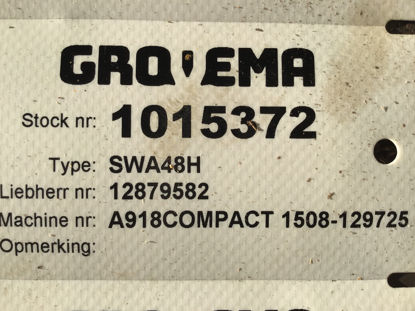 GROEMA
Stock nr: 1015372
Type: SWA48H
Liebherr nr: 12879582
Machine nr: A918COMPACT 1508-129725
Opmerking: